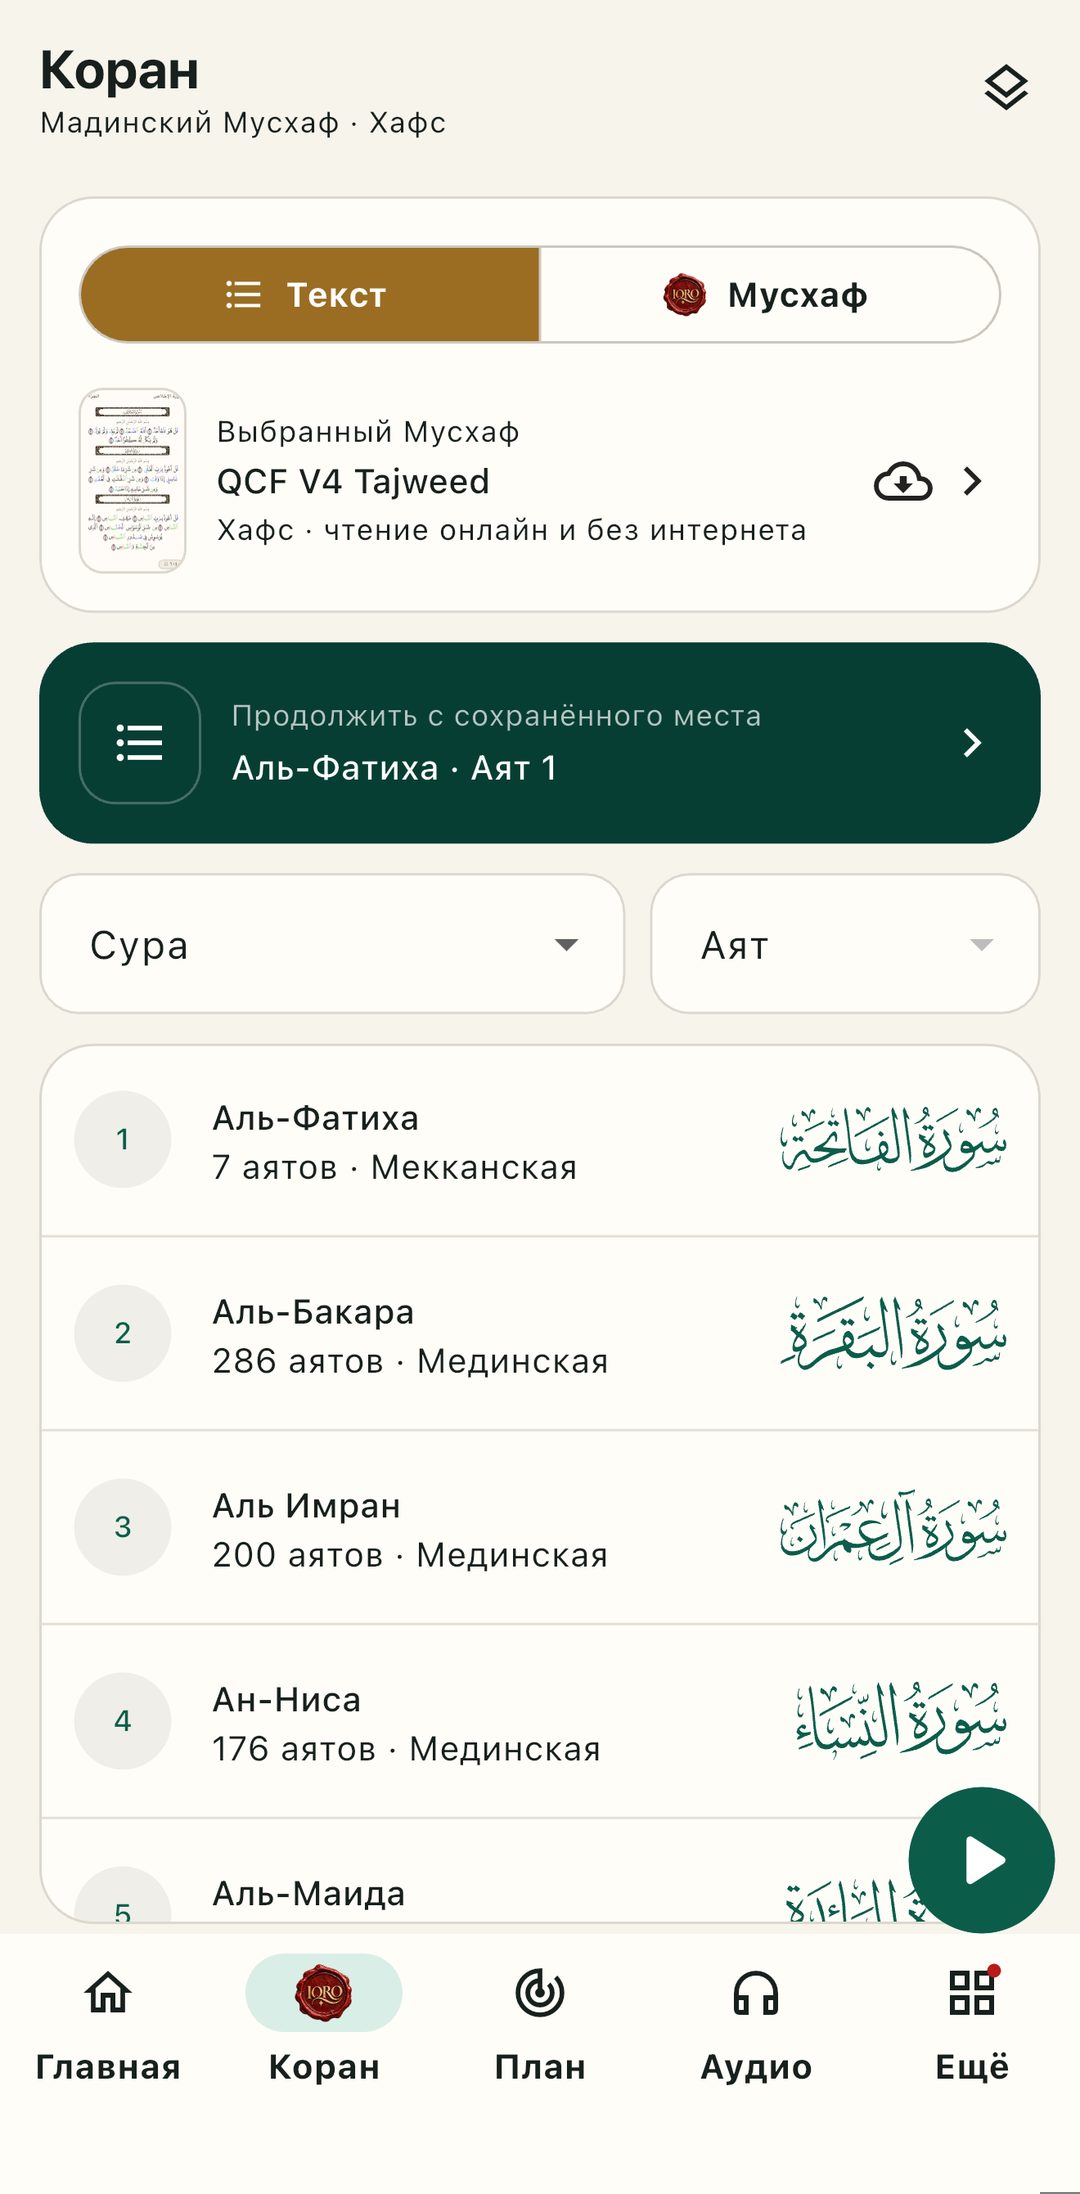 Коран
Мадинский Мусхаф · Хафс
Текст
IQRO
Мусхаф
Выбранный Мусхаф
QCF V4 Tajweed
Хафс · чтение онлайн и без интернета
Продолжить с сохранённого места
Аль-Фатиха · Аят 1
Сура
Аят
1
Аль-Фатиха
7 аятов · Мекканская
سُورَةُ الفَاتِحَةِ
2
Аль-Бакара
286 аятов · Мединская
سُورَةُ البَقَرَةِ
3
Аль Имран
200 аятов · Мединская
سُورَةُ آلِ عِمۡرَانَ
4
Ан-Ниса
176 аятов · Мединская
سُورَةُ النِّسَاءِ
5
Аль-Маида
IQRO
Главная
Коран
План
Аудио
Ещё